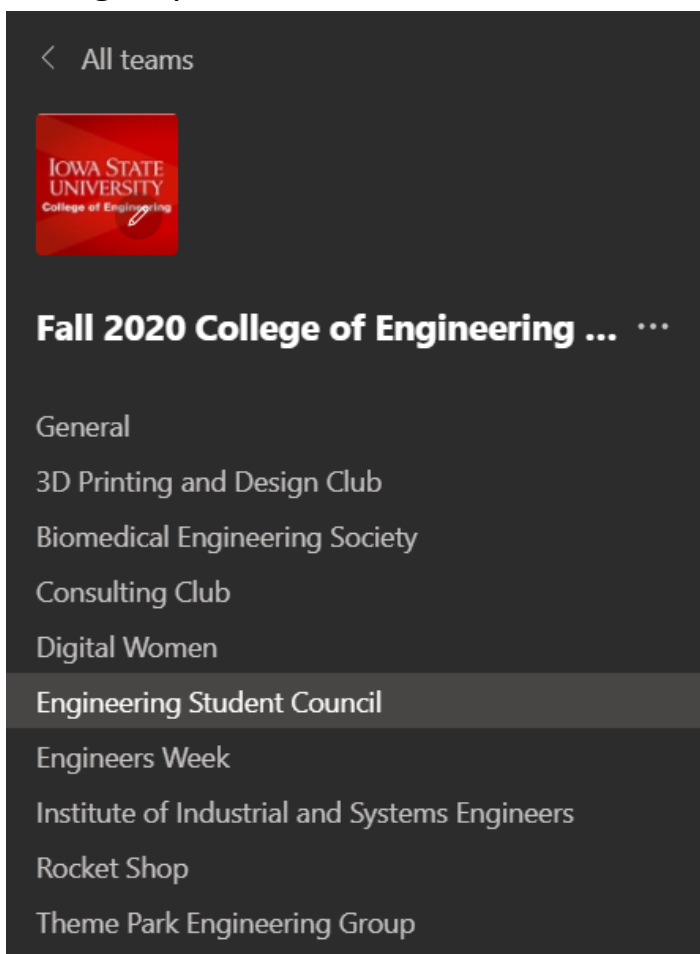 All teams
IOWA STATE
UNIVERSITY
College of Engineering
Fall 2020 College of Engineering ...
General
3D Printing and Design Club
Biomedical Engineering Society
Consulting Club
Digital Women
Engineering Student Council
Engineers Week
Institute of Industrial and Systems Engineers
Rocket Shop
Theme Park Engineering Group